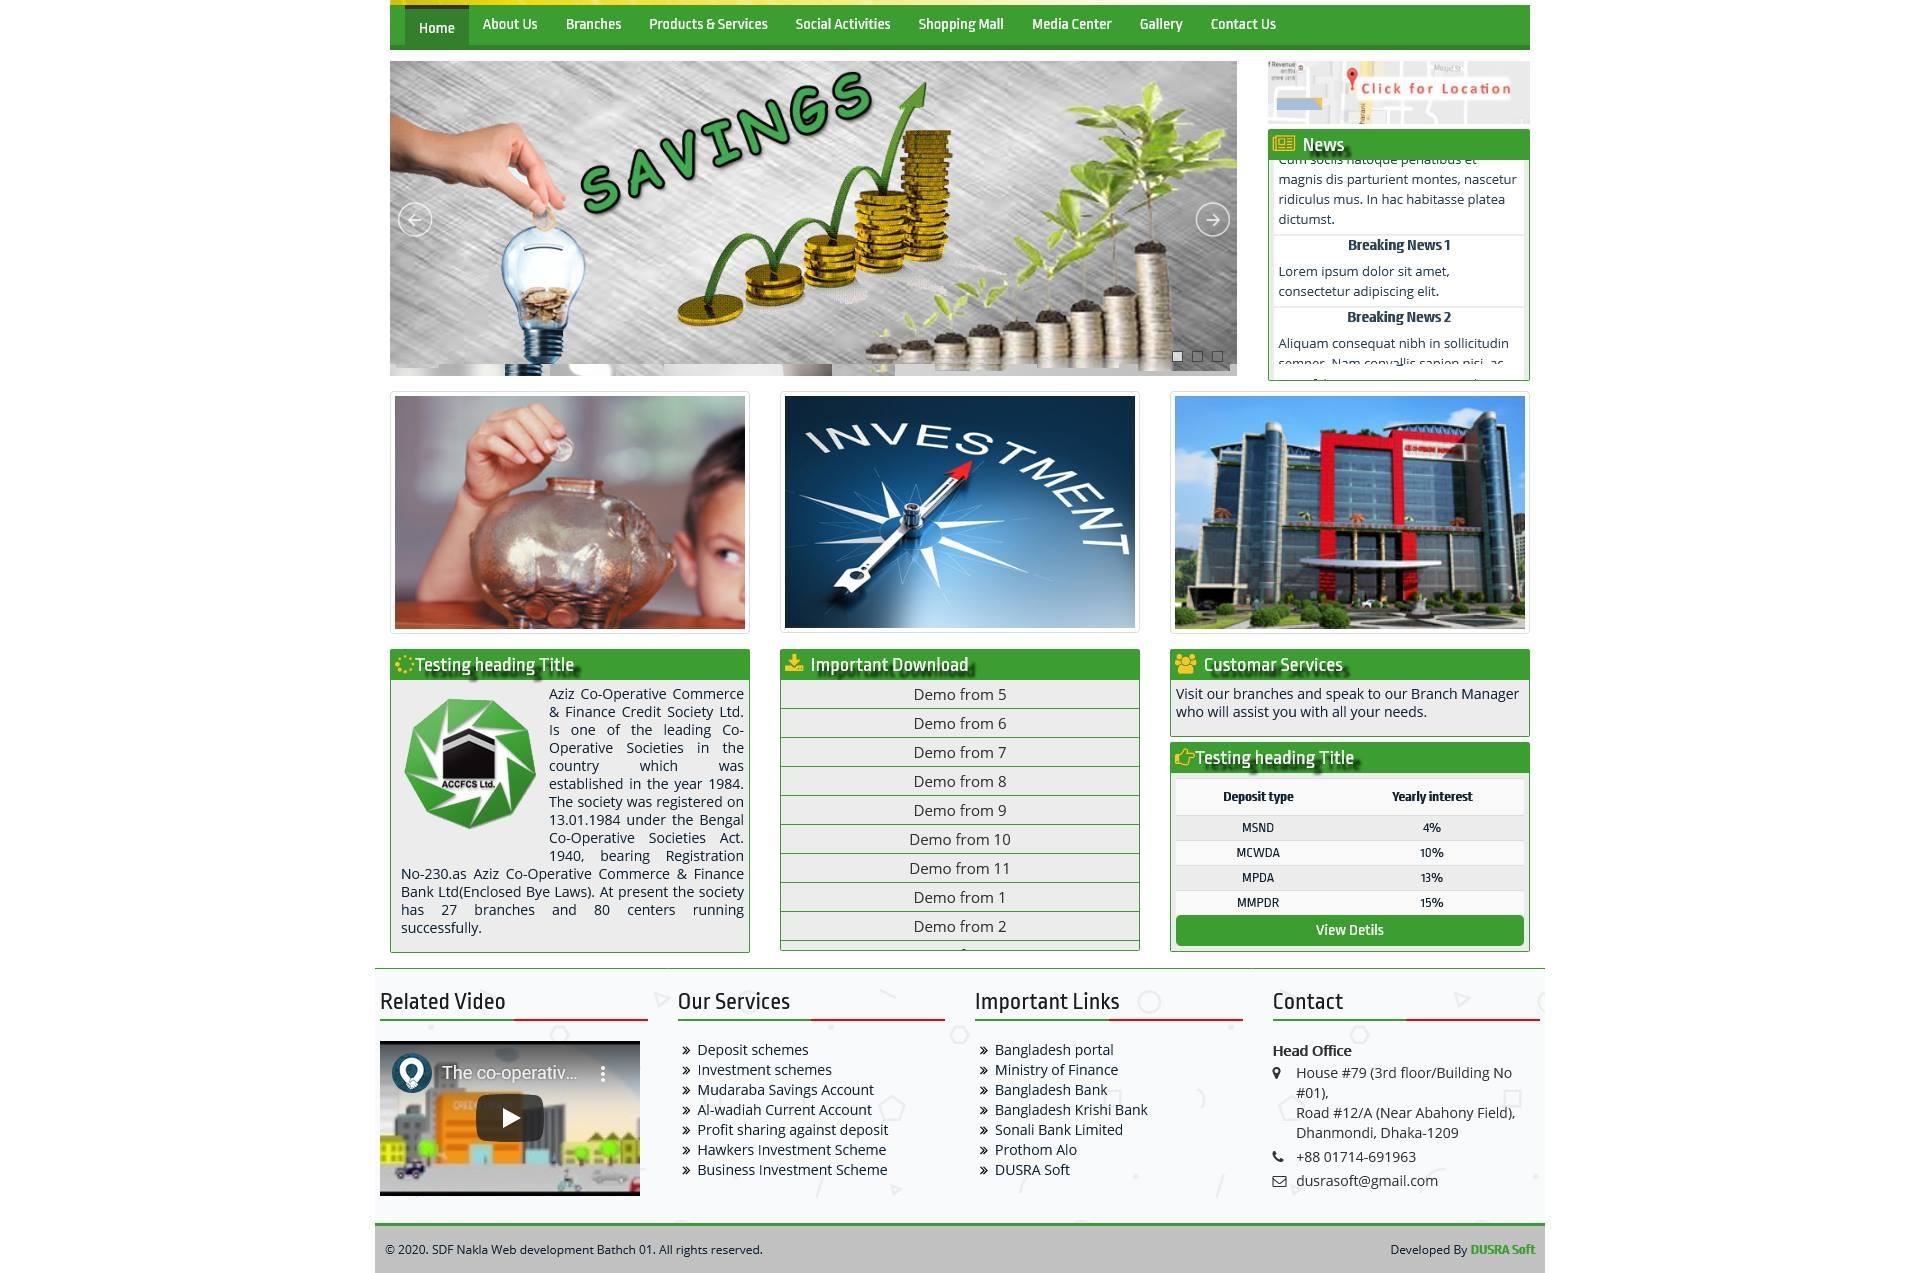 Home
About Us
Branches
Products & Services
Social Activities
Shopping Mall
Media Center
Gallery
Contact Us
SAVINGS
Click for Location
News
magnis dis parturient montes, nascetur
ridiculus mus. In hac habitasse platea
dictumst.
Breaking News 1
Lorem ipsum dolor sit amet,
consectetur adipiscing elit.
Breaking News 2
Aliquam consequat nibh in sollicitudin
semper. Nam convallis sapien nisi, ac
INVESTMENT
Testing heading Title
ACCFCS Ltd.
Aziz Co-Operative Commerce
& Finance Credit Society Ltd.
Is one of the leading Co-
Operative Societies in the
country which was
established in the year 1984.
The society was registered on
13.01.1984 under the Bengal
Co-Operative Societies Act.
1940, bearing Registration
No-230.as Aziz Co-Operative Commerce & Finance
Bank Ltd(Enclosed Bye Laws). At present the society
has 27 branches and 80 centers running
successfully.
Important Download
Demo from 5
Demo from 6
Demo from 7
Demo from 8
Demo from 9
Demo from 10
Demo from 11
Demo from 1
Demo from 2
Customar Services
Visit our branches and speak to our Branch Manager
who will assist you with all your needs.
Testing heading Title
Deposit type Yearly interest
MSND 4%
MCWDA 10%
MPDA 13%
MMPDR 15%
View Detils
Related Video
The co-operativ...
Our Services
Deposit schemes
Investment schemes
Mudaraba Savings Account
Al-wadiah Current Account
Profit sharing against deposit
Hawkers Investment Scheme
Business Investment Scheme
Important Links
Bangladesh portal
Ministry of Finance
Bangladesh Bank
Bangladesh Krishi Bank
Sonali Bank Limited
Prothom Alo
DUSRA Soft
Contact
Head Office
House #79 (3rd floor/Building No
#01),
Road #12/A (Near Abahony Field),
Dhanmondi, Dhaka-1209
+88 01714-691963
dusrasoft@gmail.com
© 2020. SDF Nakla Web development Bathch 01. All rights reserved.
Developed By DUSRA Soft